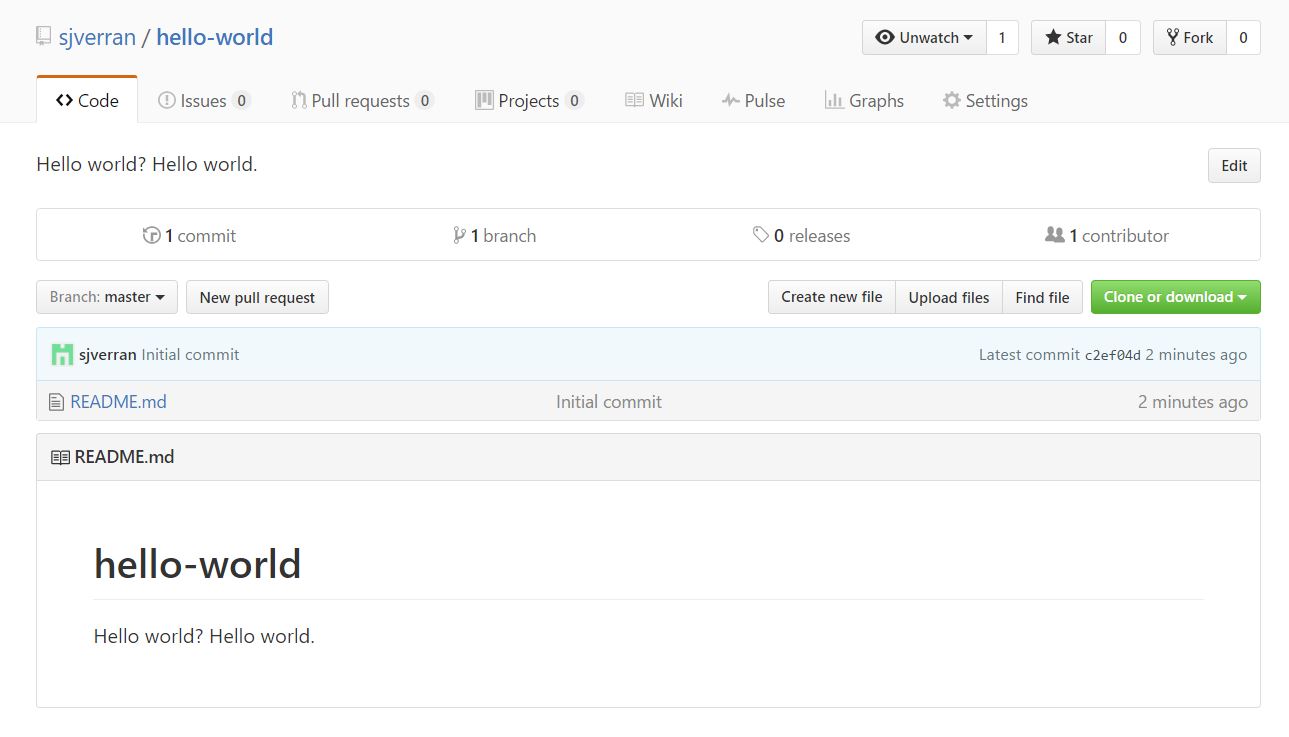 sjverran / hello-world Unwatch 1 Star 0 Fork 0
Code Issues 0 Pull requests 0 Projects 0 Wiki Pulse Graphs Settings
Hello world? Hello world. Edit
1 commit 1 branch 0 releases 1 contributor
Branch: master New pull request Create new file Upload files Find file Clone or download
sjverran Initial commit Latest commit c2ef04d 2 minutes ago
README.md Initial commit 2 minutes ago
README.md
hello-world
Hello world? Hello world.